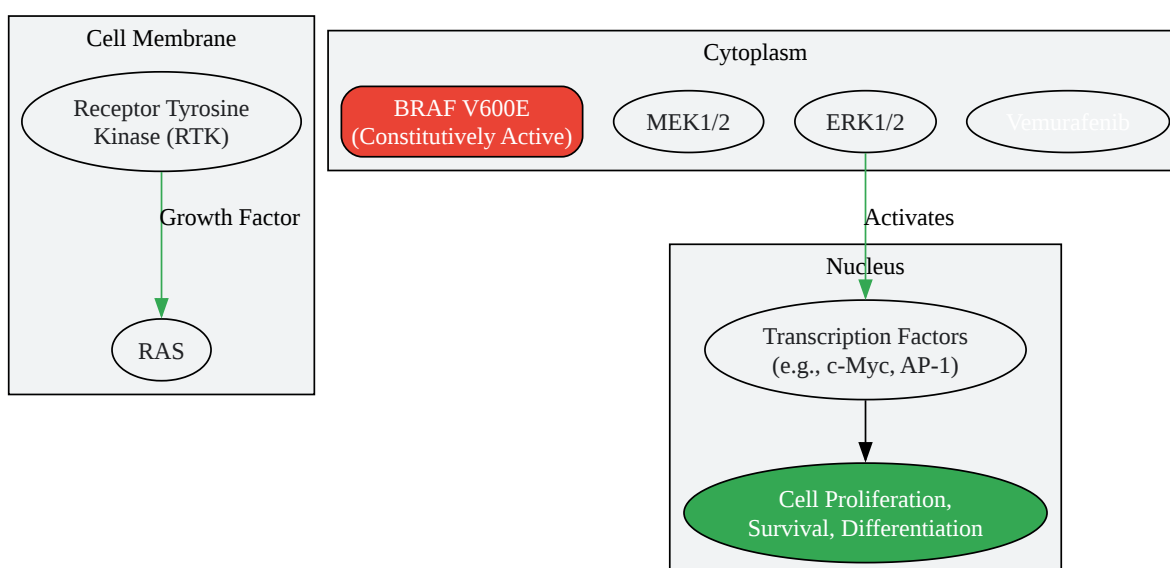 Cell Membrane
Receptor Tyrosine
Kinase (RTK)
Growth Factor
RAS
Cytoplasm
BRAF V600E
(Constitutively Active)
MEK1/2
ERK1/2
Vemurafenib
Activates
Nucleus
Transcription Factors
(e.g., c-Myc, AP-1)
Cell Proliferation,
Survival, Differentiation